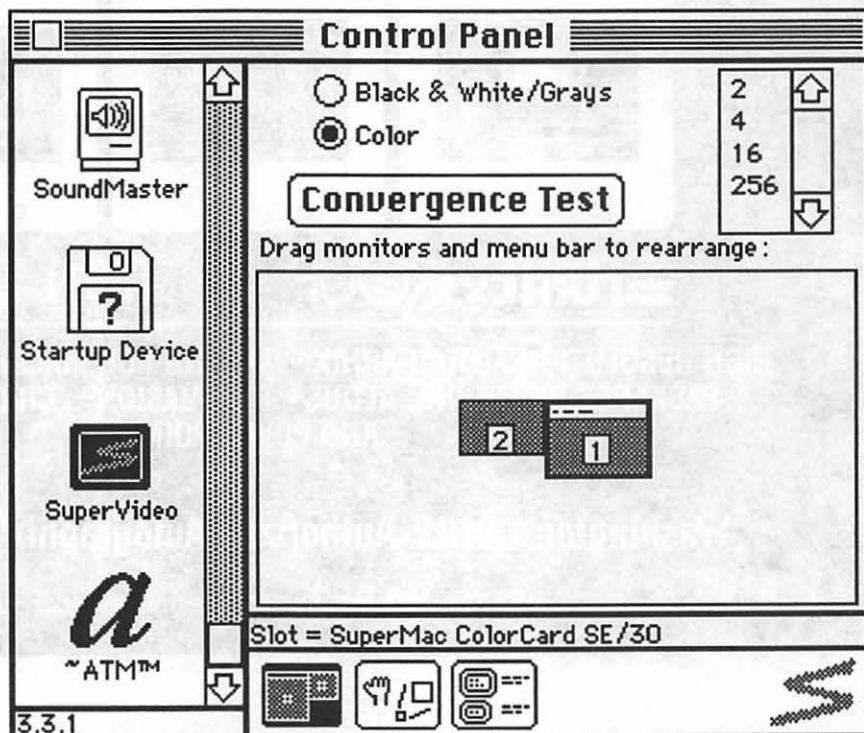 Control Panel
SoundMaster
0
?
Startup Device
SuperVideo
a
~ATM™
3.3.1
Black & White/Grays
Color
2
4
16
256
Convergence Test
Drag monitors and menu bar to rearrange:
2
1
Slot = SuperMac ColorCard SE/30